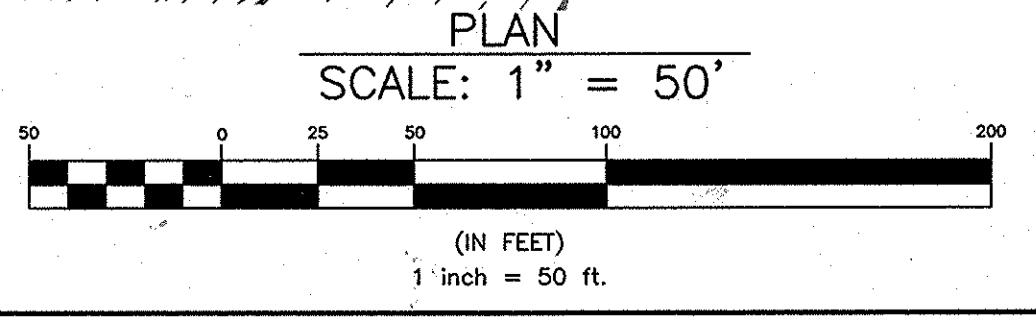 PLAN
SCALE: 1" = 50'
50 0 25 50 100 200
(IN FEET)
1 inch = 50 ft.